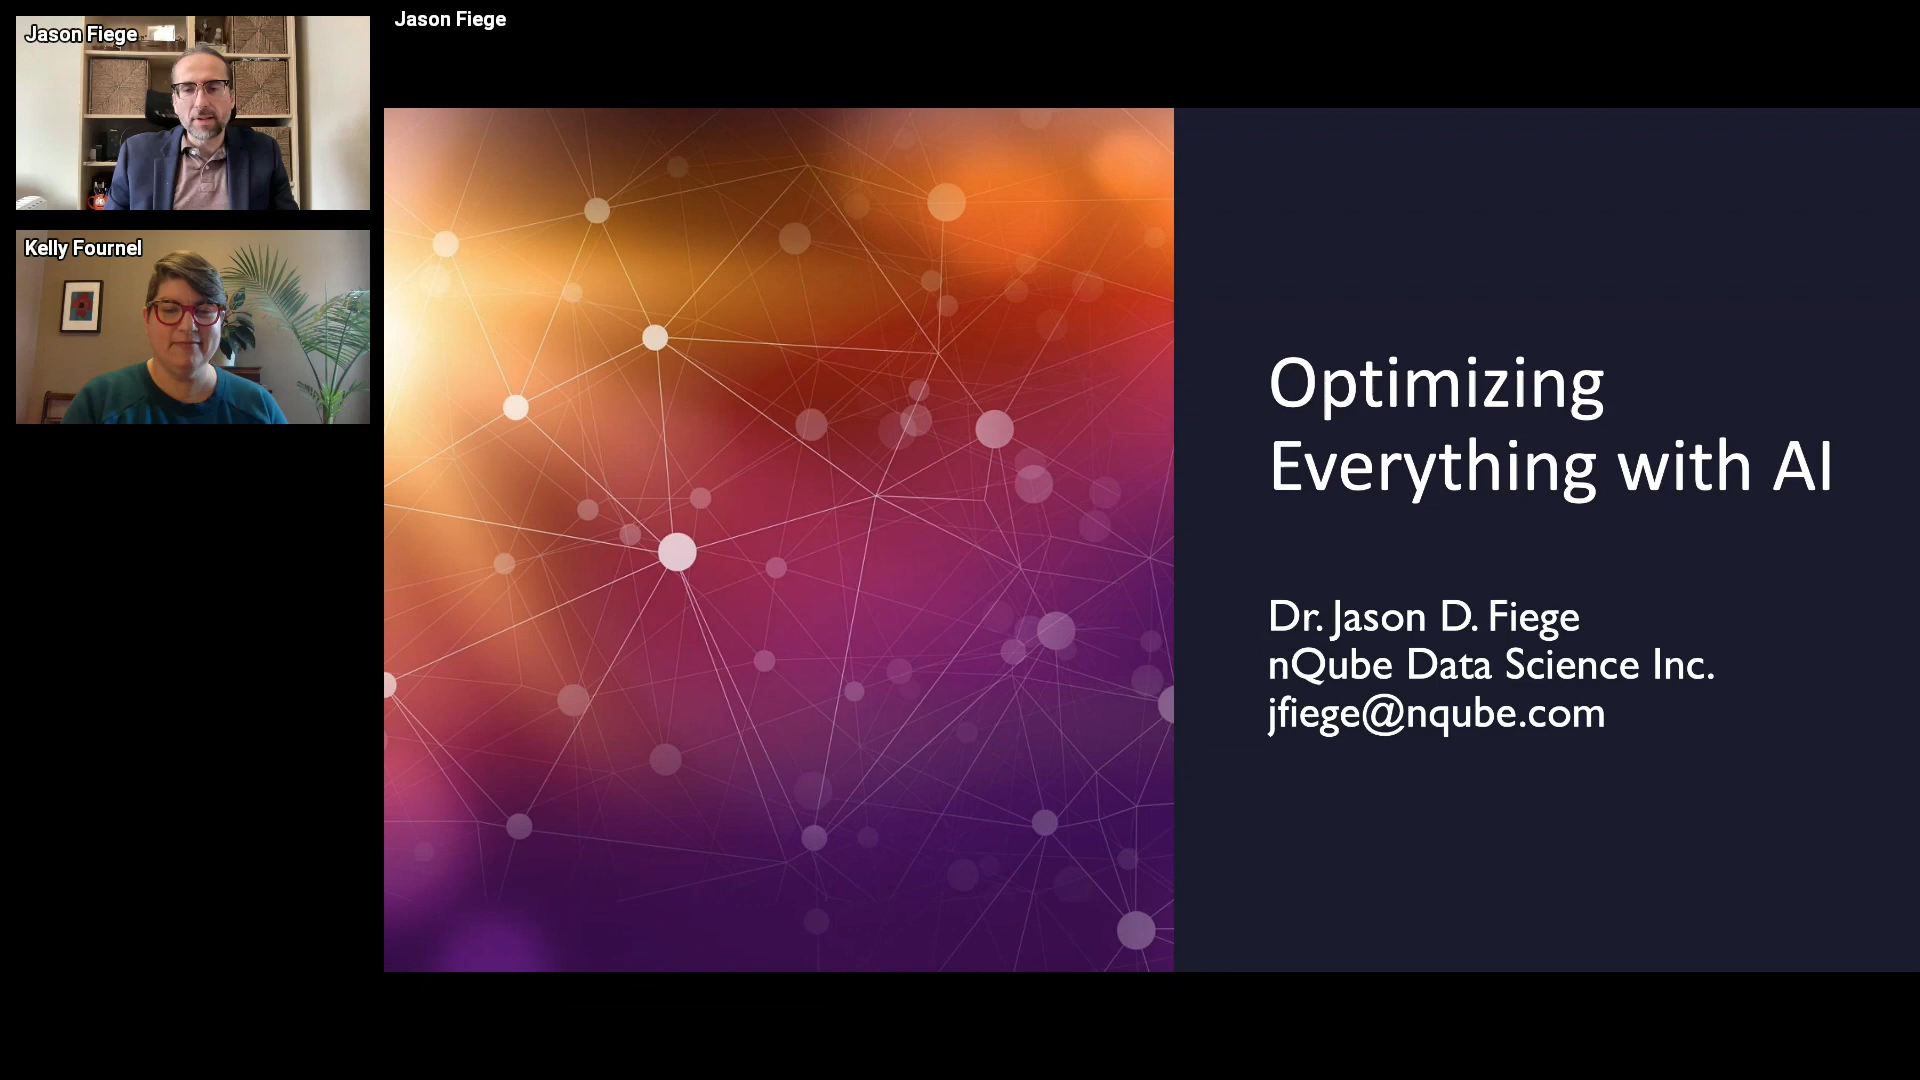 Jason Fiege
Kelly Fournel
Jason Fiege
Optimizing
Everything with AI
Dr. Jason D. Fiege
nQube Data Science Inc.
jfiege@nqube.com